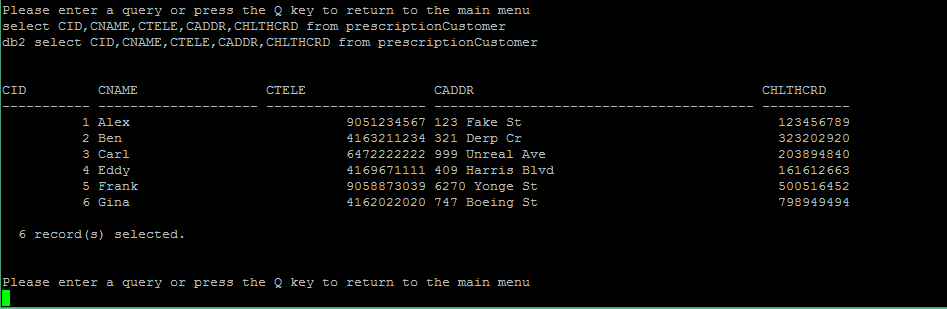 Please enter a query or press the Q key to return to the main menu
select CID,CNAME,CTELE,CADDR,CHLTHCRD from prescriptionCustomer
db2 select CID,CNAME,CTELE,CADDR,CHLTHCRD from prescriptionCustomer
CID CNAME CTELE CADDR CHLTHCRD
----------- -------------------- -------------------- ---------------------------------------- -----------
1 Alex 9051234567 123 Fake St 123456789
2 Ben 4163211234 321 Derp Cr 323202920
3 Carl 6472222222 999 Unreal Ave 203894840
4 Eddy 4169671111 409 Harris Blvd 161612663
5 Frank 9058873039 6270 Yonge St 500516452
6 Gina 4162022020 747 Boeing St 798949494
6 record(s) selected.
Please enter a query or press the Q key to return to the main menu